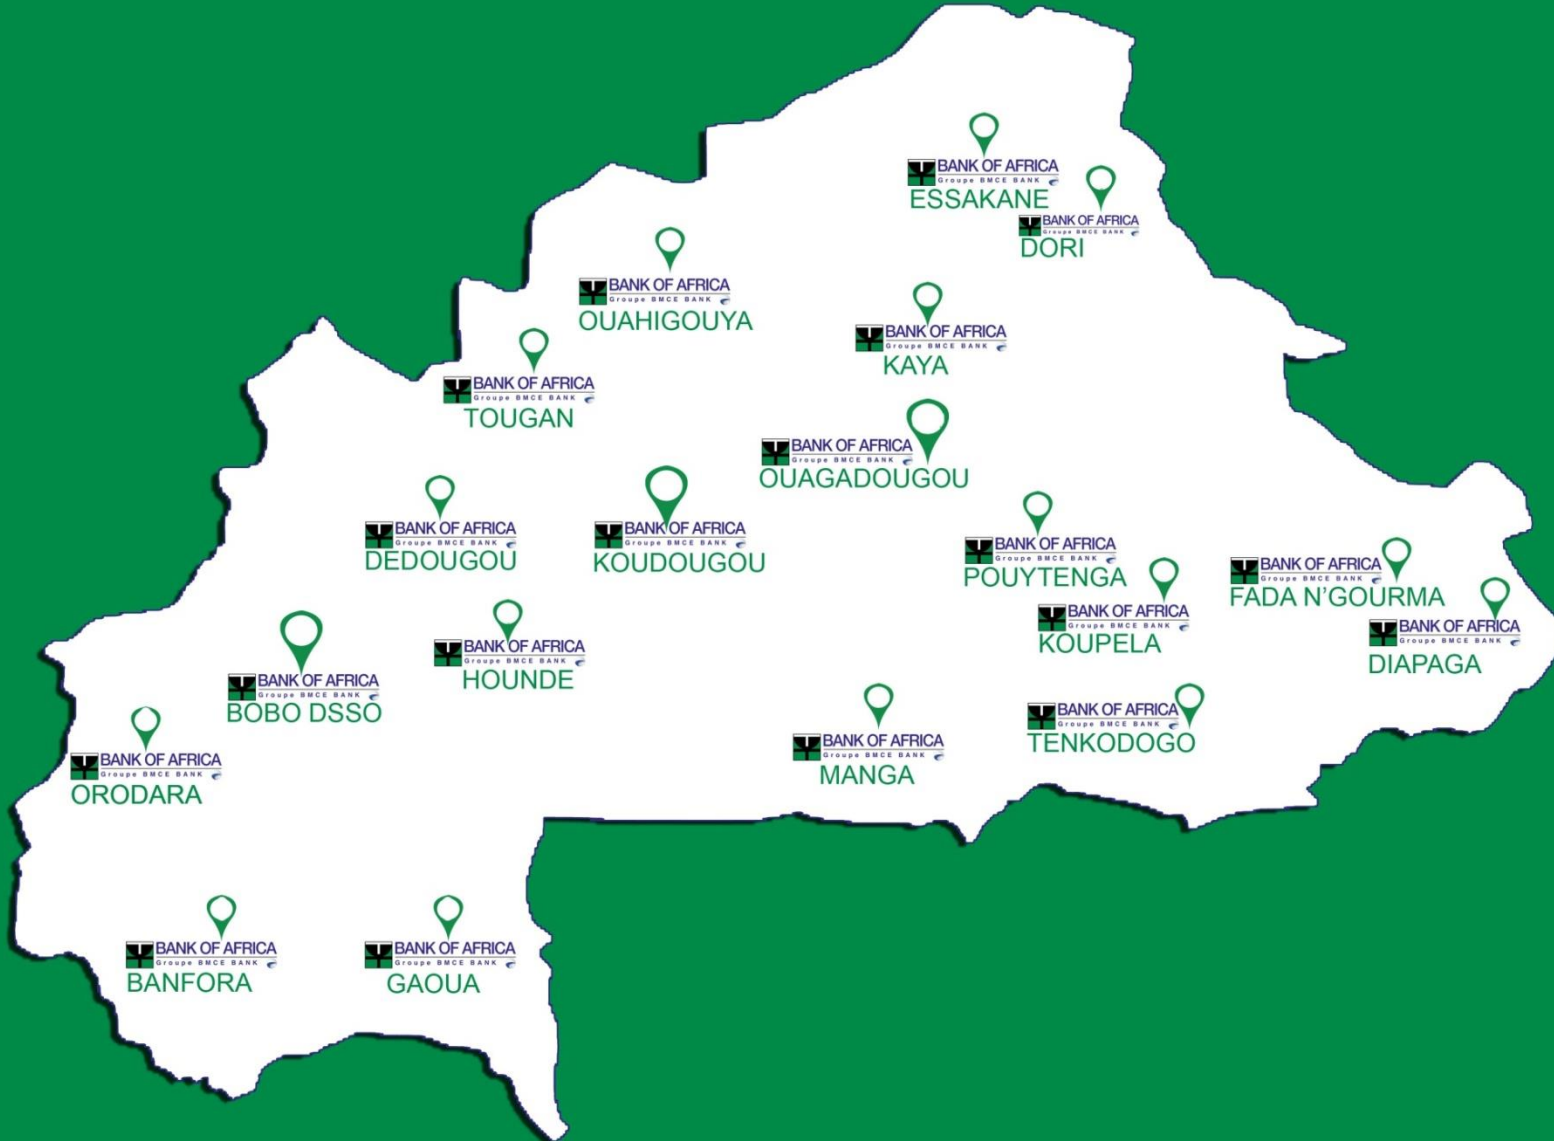 BANK OF AFRICA
Groupe BMCE BANK
ESSAKANE
BANK OF AFRICA
Groupe BMCE BANK
DORI
BANK OF AFRICA
Groupe BMCE BANK
OUAHIGOUYA
BANK OF AFRICA
Groupe BMCE BANK
KAYA
BANK OF AFRICA
Groupe BMCE BANK
TOUGAN
BANK OF AFRICA
Groupe BMCE BANK
OUAGADOUGOU
BANK OF AFRICA
Groupe BMCE BANK
DEDOUGOU
BANK OF AFRICA
Groupe BMCE BANK
KOUDOUGOU
BANK OF AFRICA
Groupe BMCE BANK
POUYTENGA
BANK OF AFRICA
Groupe BMCE BANK
FADA N'GOURMA
BANK OF AFRICA
Groupe BMCE BANK
KOUPELA
BANK OF AFRICA
Groupe BMCE BANK
DIAPAGA
BANK OF AFRICA
Groupe BMCE BANK
HOUNDE
BANK OF AFRICA
Groupe BMCE BANK
BOBO DSSO
BANK OF AFRICA
Groupe BMCE BANK
TENKODOGO
BANK OF AFRICA
Groupe BMCE BANK
MANGA
BANK OF AFRICA
Groupe BMCE BANK
ORODARA
BANK OF AFRICA
Groupe BMCE BANK
BANFORA
BANK OF AFRICA
Groupe BMCE BANK
GAOUA